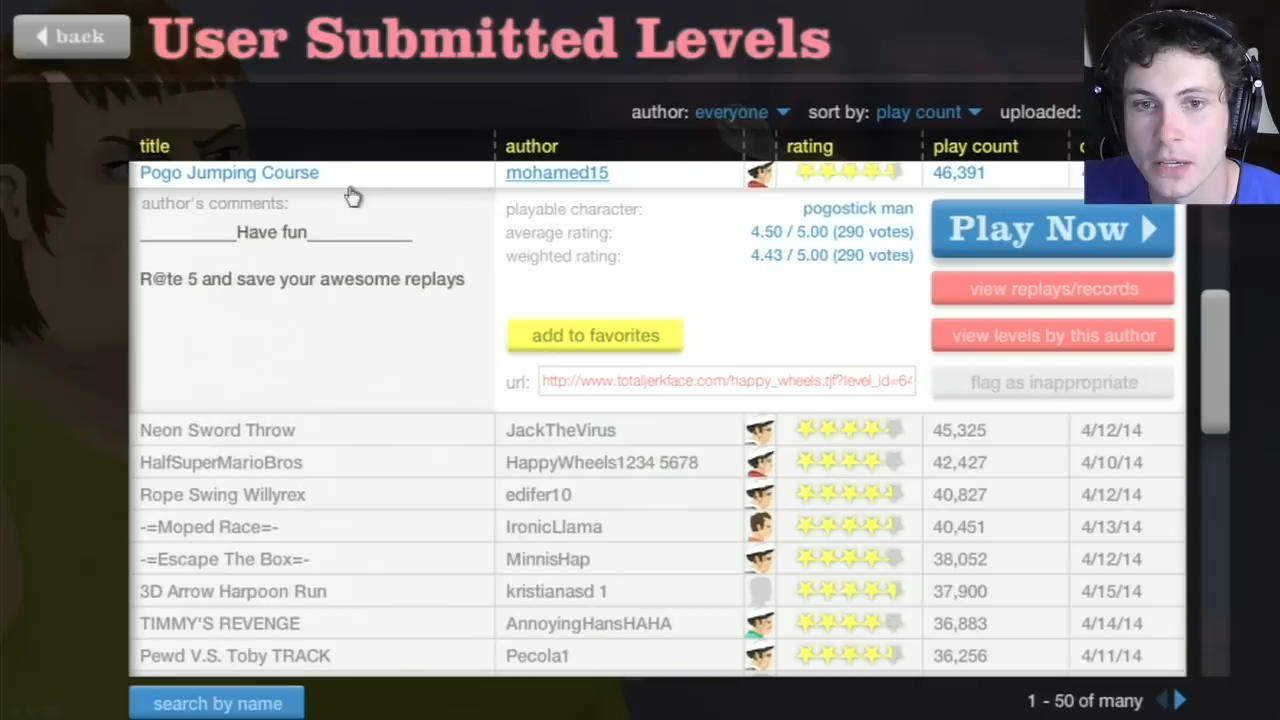 back
User Submitted Levels
author: everyone sort by: play count uploaded:
title author rating play count
Pogo Jumping Course mohamed15 46,391
author's comments:
__________Have fun___________
R@te 5 and save your awesome replays
playable character: pogostick man
average rating: 4.50 / 5.00 (290 votes)
weighted rating: 4.43 / 5.00 (290 votes)
add to favorites
url: http://www.totaljerkface.com/happy_wheels.tjf?level_id=64
Play Now
view replays/records
view levels by this author
flag as inappropriate
Neon Sword Throw JackTheVirus 45,325 4/12/14
HalfSuperMarioBros HappyWheels1234 5678 42,427 4/10/14
Rope Swing Willyrex edifer10 40,827 4/12/14
-=Moped Race=- IronicLlama 40,451 4/13/14
-=Escape The Box=- MinnisHap 38,052 4/12/14
3D Arrow Harpoon Run kristianasd 1 37,900 4/15/14
TIMMY'S REVENGE AnnoyingHansHAHA 36,883 4/14/14
Pewd V.S. Toby TRACK Pecola1 36,256 4/11/14
search by name 1 - 50 of many